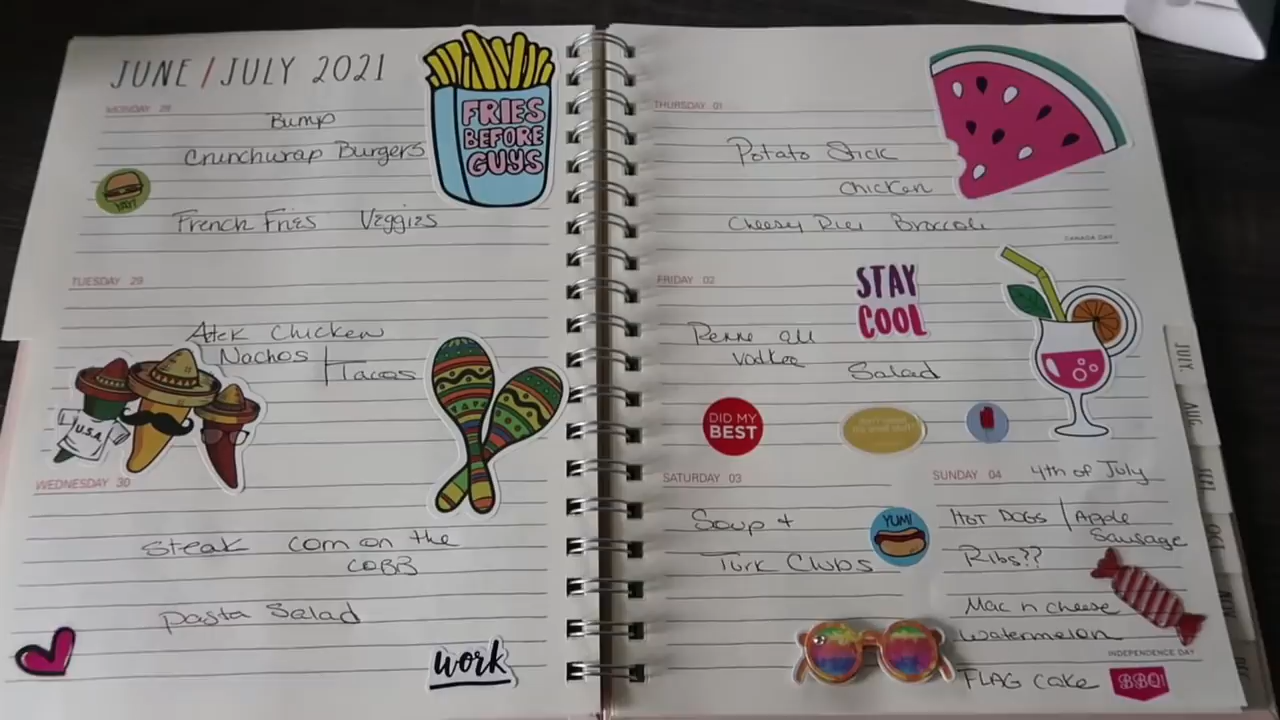 JUNE / JULY 2021
MONDAY 28
Bump
Crunchwrap Burgers
YAY!
French Fries Veggies
FRIES
BEFORE
GUYS
TUESDAY 29
Chicken
Nachos | Tacos
U.S.A.
WEDNESDAY 30
Steak corn on the
COBB
Pasta Salad
work
THURSDAY 01
Potato Stick
Chicken
Cheesy Rice Broccoli
CANADA DAY
FRIDAY 02
STAY
COOL
Penne all
vodka
Salad
DID MY
BEST
SATURDAY 03
Soup +
Turk Clubs
YUM!
SUNDAY 04 4th of July
HOT DOGS | Apple
Sausage
Ribs??
Mac n cheese
Watermelon
INDEPENDENCE DAY
FLAG Cake
BBQ!
JULY
AUG
SEPT
OCT
NOV
DEC